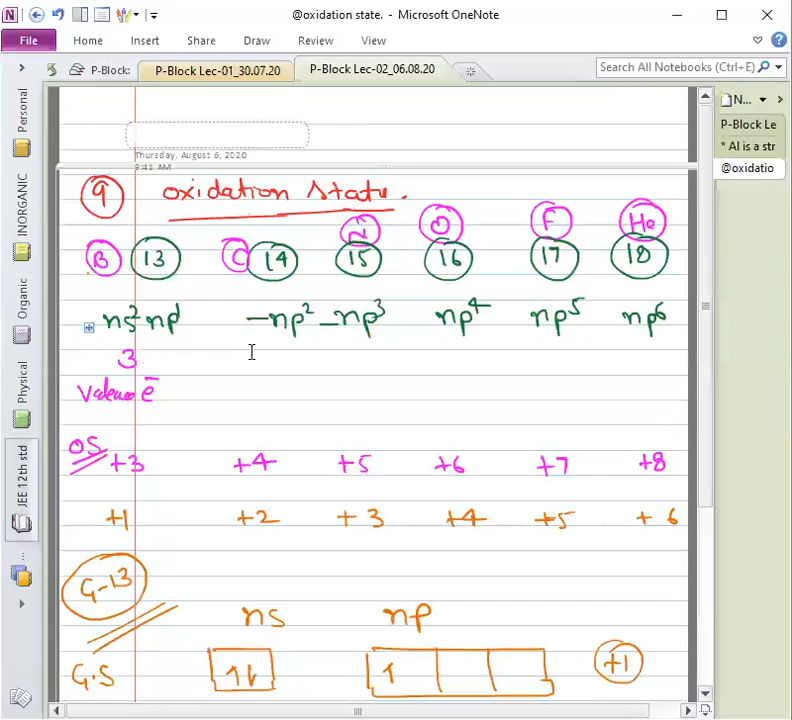 @oxidation state. - Microsoft OneNote
File Home Insert Share Draw Review View
P-Block: P-Block Lec-01_30.07.20 P-Block Lec-02_06.08.20 Search All Notebooks (Ctrl+E)
Personal
INORGANIC
Organic
Physical
JEE 12th std
N...
P-Block Le
* Al is a str
@oxidatio
Thursday, August 6, 2020
9:41 AM
9 oxidation state.
N O F He
B 13 C 14 15 16 17 18
ns² np¹ –np² –np³ np⁴ np⁵ np⁶
3
Valence ē
OS +3 +4 +5 +6 +7 +8
+1 +2 +3 +4 +5 +6
G-13
ns np
G.S ↿⇂ ↿ +1